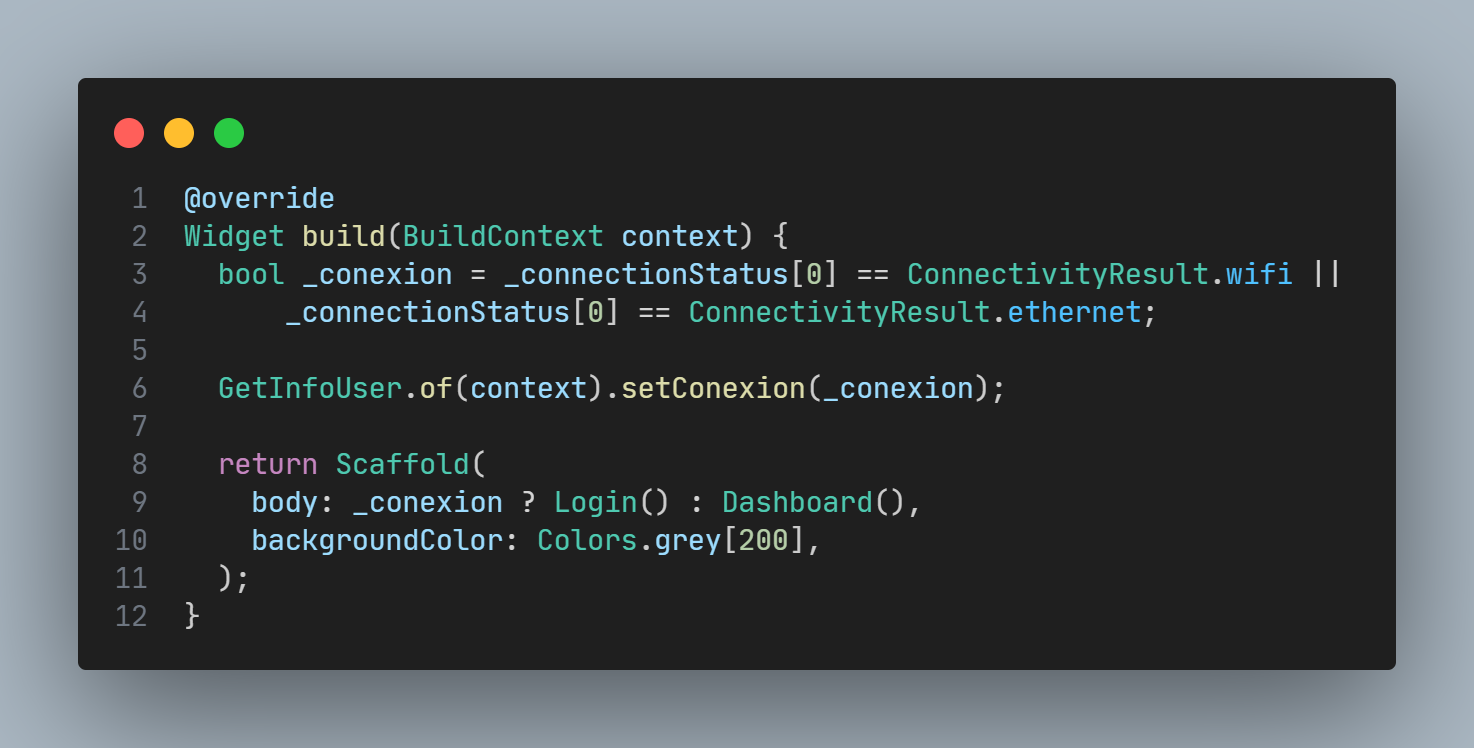 1 @override
2 Widget build(BuildContext context) {
3   bool _conexion = _connectionStatus[0] == ConnectivityResult.wifi ||
4       _connectionStatus[0] == ConnectivityResult.ethernet;
5
6   GetInfoUser.of(context).setConexion(_conexion);
7
8   return Scaffold(
9     body: _conexion ? Login() : Dashboard(),
10     backgroundColor: Colors.grey[200],
11   );
12 }